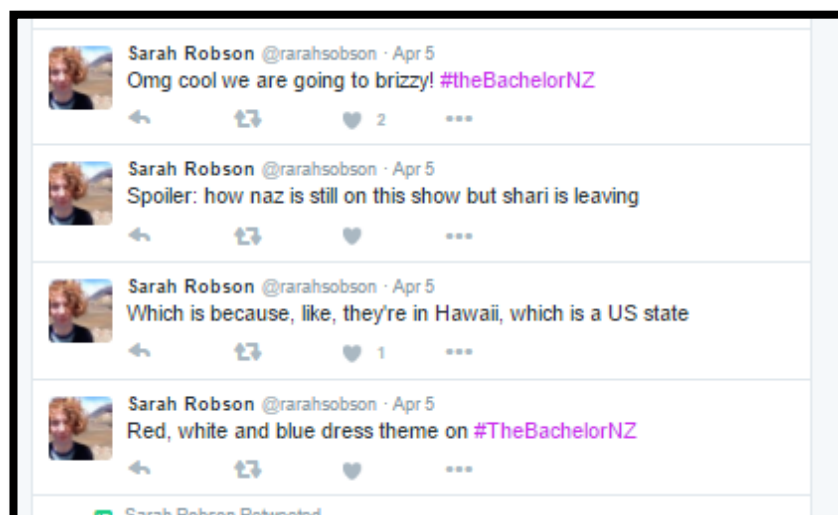 Sarah Robson @rarahsobson · Apr 5
Omg cool we are going to brizzy! #theBachelorNZ
2
Sarah Robson @rarahsobson · Apr 5
Spoiler: how naz is still on this show but shari is leaving
Sarah Robson @rarahsobson · Apr 5
Which is because, like, they're in Hawaii, which is a US state
1
Sarah Robson @rarahsobson · Apr 5
Red, white and blue dress theme on #TheBachelorNZ
Sarah Robson Retweeted